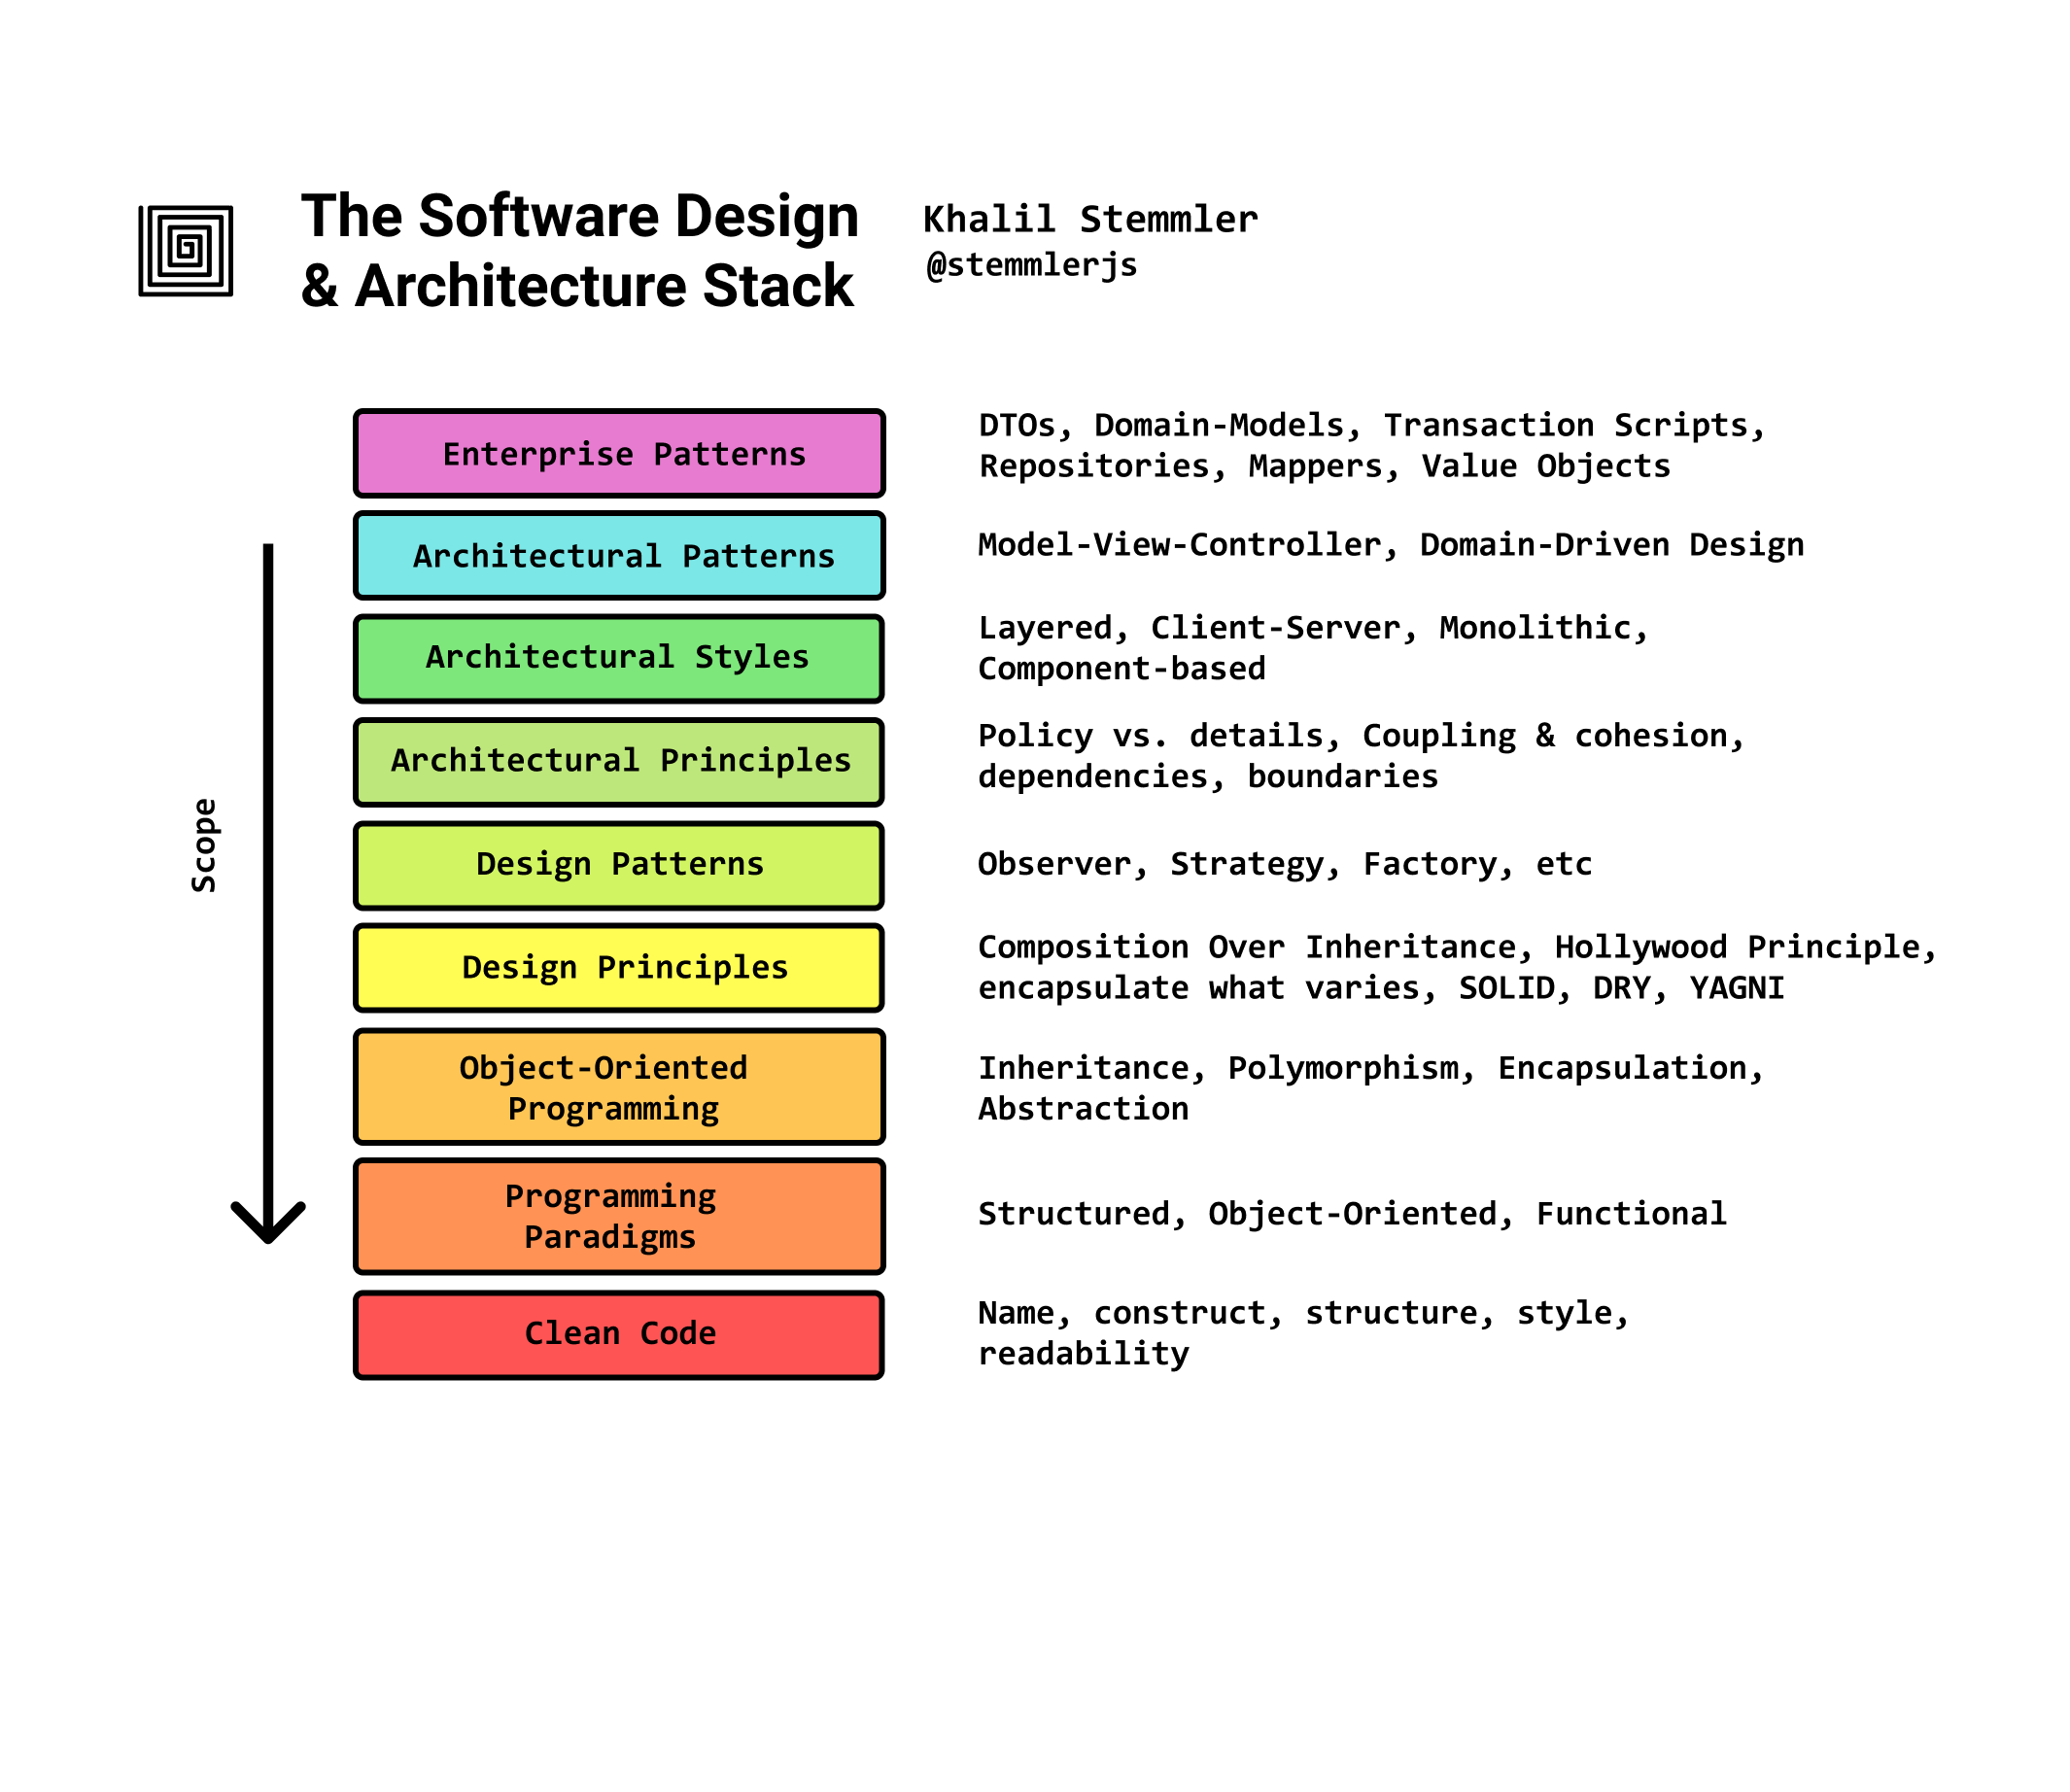 The Software Design
& Architecture Stack
Khalil Stemmler
@stemmlerjs
Scope
Enterprise Patterns
DTOs, Domain-Models, Transaction Scripts,
Repositories, Mappers, Value Objects
Architectural Patterns
Model-View-Controller, Domain-Driven Design
Architectural Styles
Layered, Client-Server, Monolithic,
Component-based
Architectural Principles
Policy vs. details, Coupling & cohesion,
dependencies, boundaries
Design Patterns
Observer, Strategy, Factory, etc
Design Principles
Composition Over Inheritance, Hollywood Principle,
encapsulate what varies, SOLID, DRY, YAGNI
Object-Oriented
Programming
Inheritance, Polymorphism, Encapsulation,
Abstraction
Programming
Paradigms
Structured, Object-Oriented, Functional
Clean Code
Name, construct, structure, style,
readability